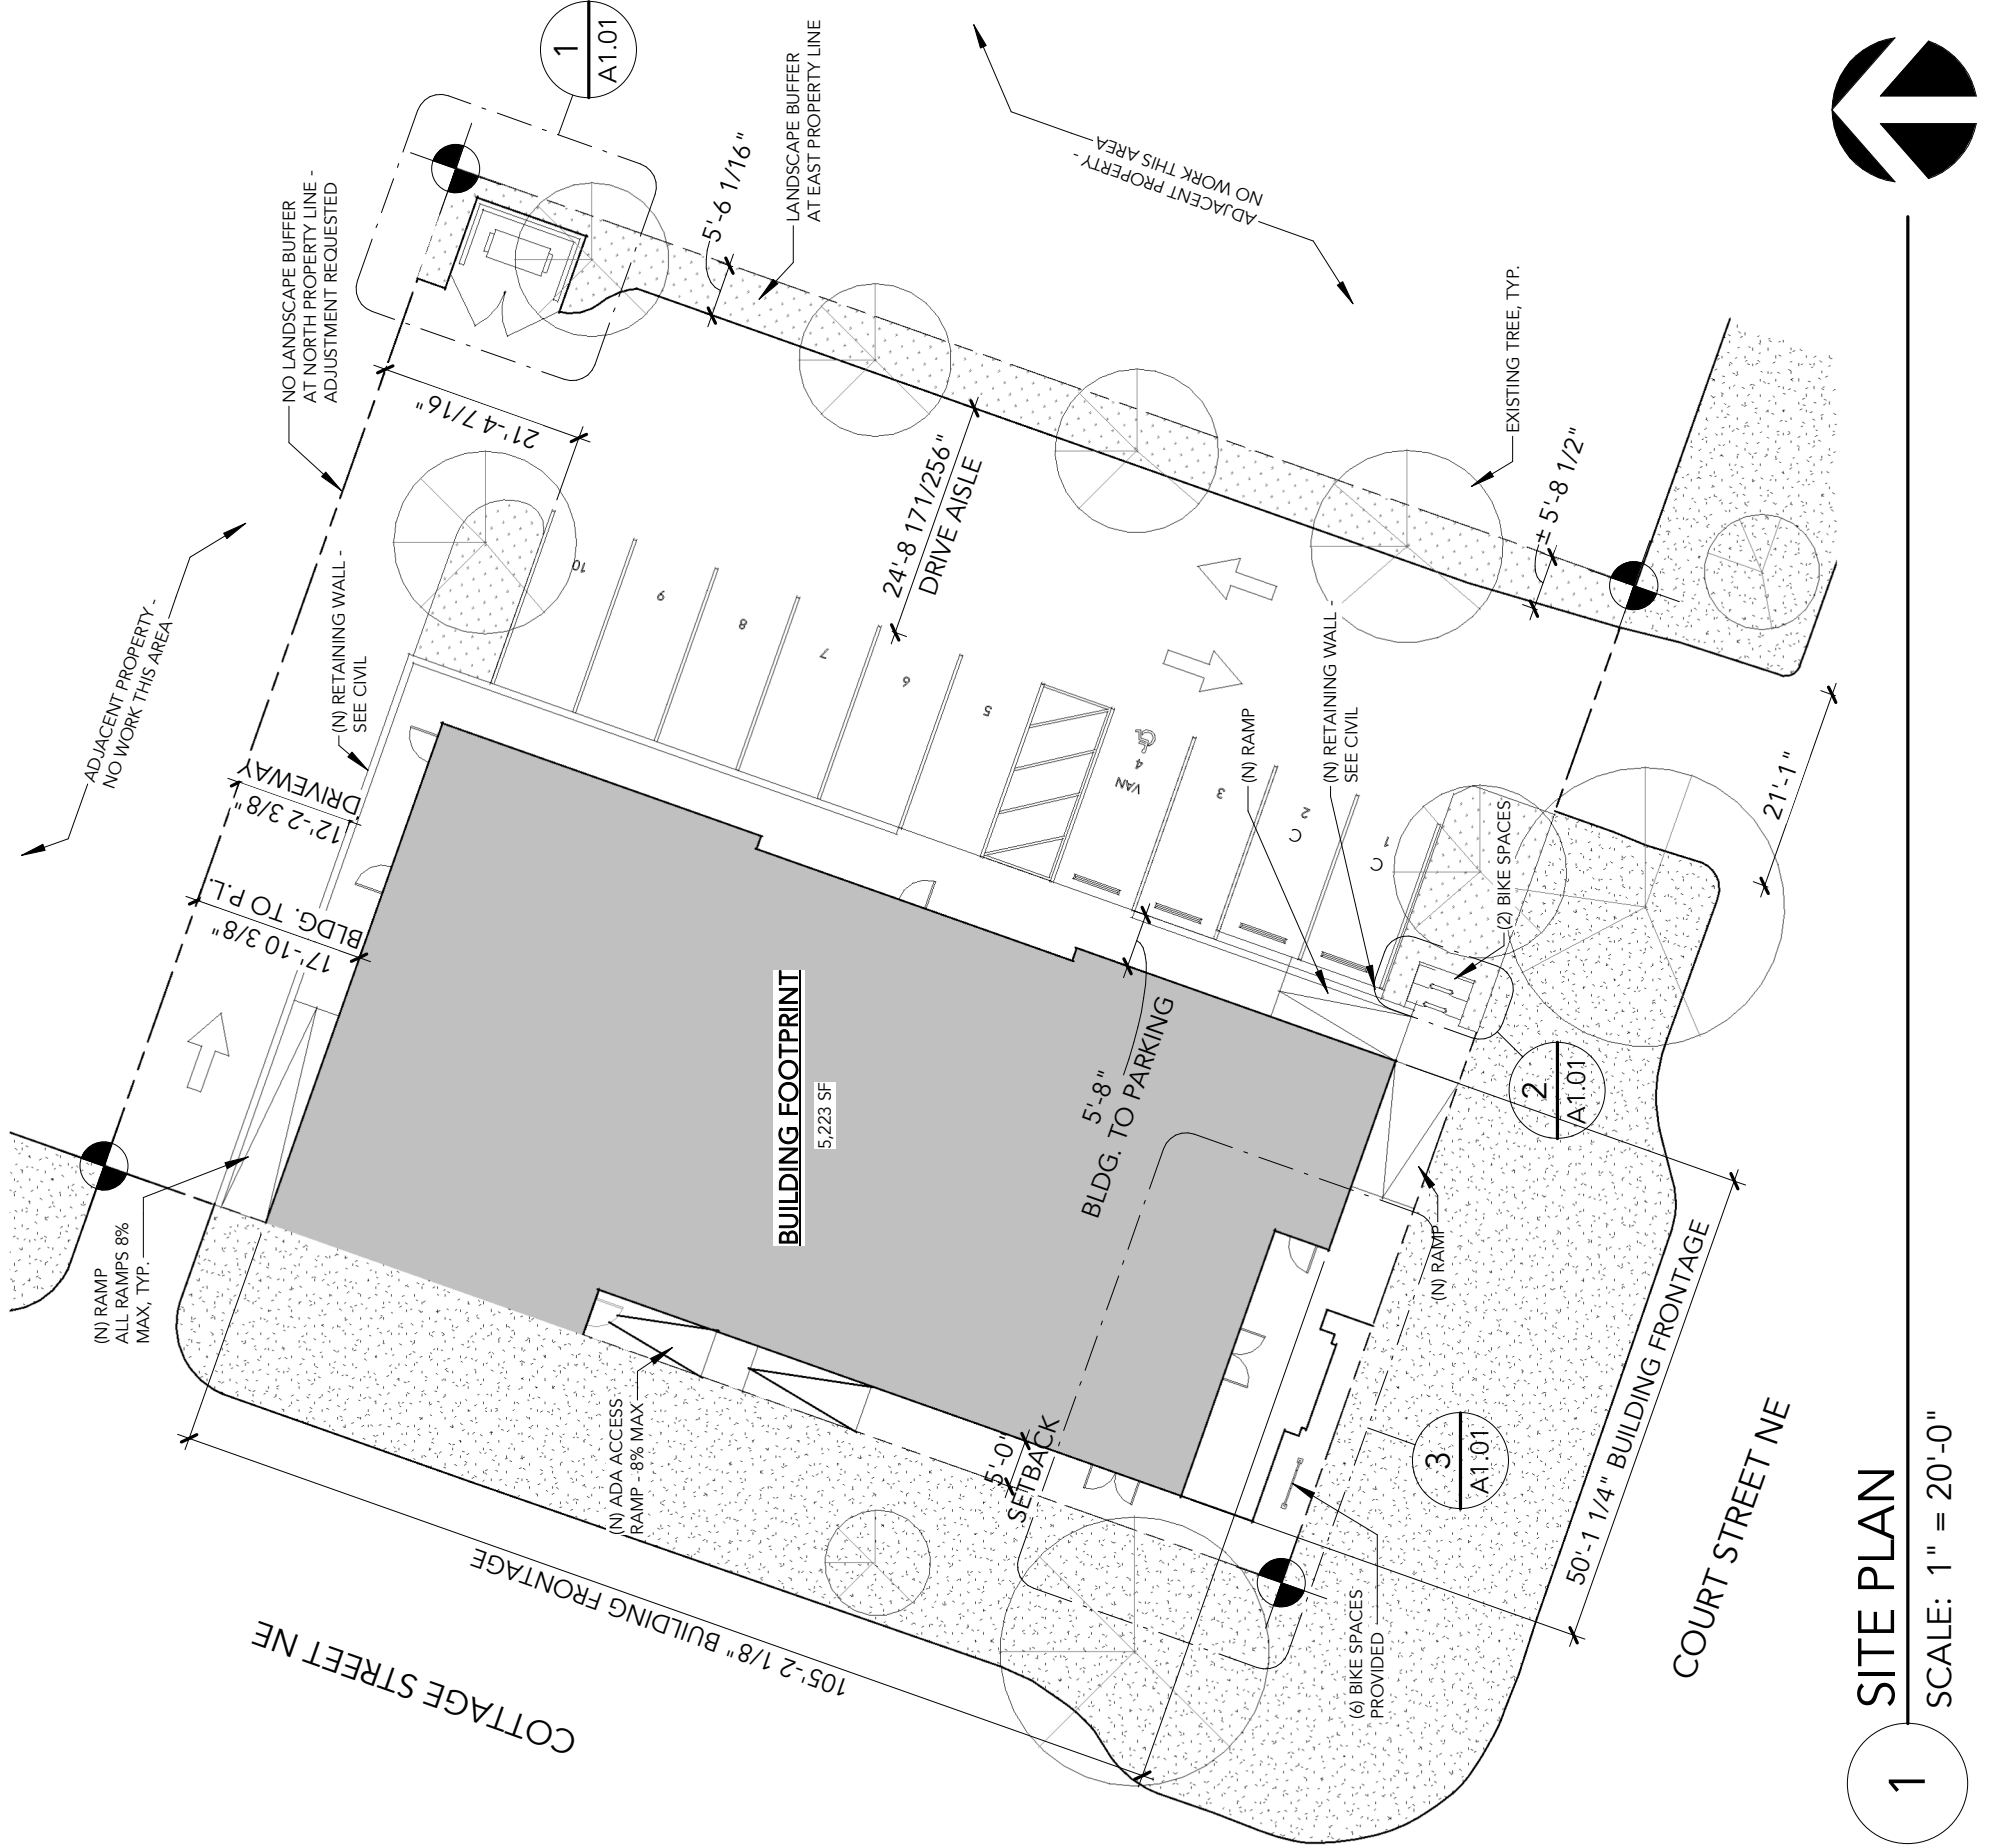 1
A1.01
NO LANDSCAPE BUFFER
AT NORTH PROPERTY LINE -
ADJUSTMENT REQUESTED
LANDSCAPE BUFFER
AT EAST PROPERTY LINE
5'-6 1/16"
ADJACENT PROPERTY -
NO WORK THIS AREA
ADJACENT PROPERTY -
NO WORK THIS AREA
21'-4 7/16"
(N) RETAINING WALL -
SEE CIVIL
24'-8 171/256"
DRIVE AISLE
EXISTING TREE, TYP.
± 5'-8 1/2"
10
9
8
7
6
5
4
VAN
3
2
C
1
C
12'-2 3/8"
DRIVEWAY
17'-10 3/8"
BLDG. TO P.L.
(N) RAMP
(N) RETAINING WALL -
SEE CIVIL
(2) BIKE SPACES
21'-1"
BUILDING FOOTPRINT
5,223 SF
5'-8"
BLDG. TO PARKING
2
A1.01
(N) RAMP
ALL RAMPS 8%
MAX, TYP.
(N) RAMP
(N) ADA ACCESS
RAMP -8% MAX
5'-0"
SETBACK
3
A1.01
50'-1 1/4" BUILDING FRONTAGE
105'-2 1/8" BUILDING FRONTAGE
(6) BIKE SPACES
PROVIDED
COTTAGE STREET NE
COURT STREET NE
1
SITE PLAN
SCALE: 1" = 20'-0"